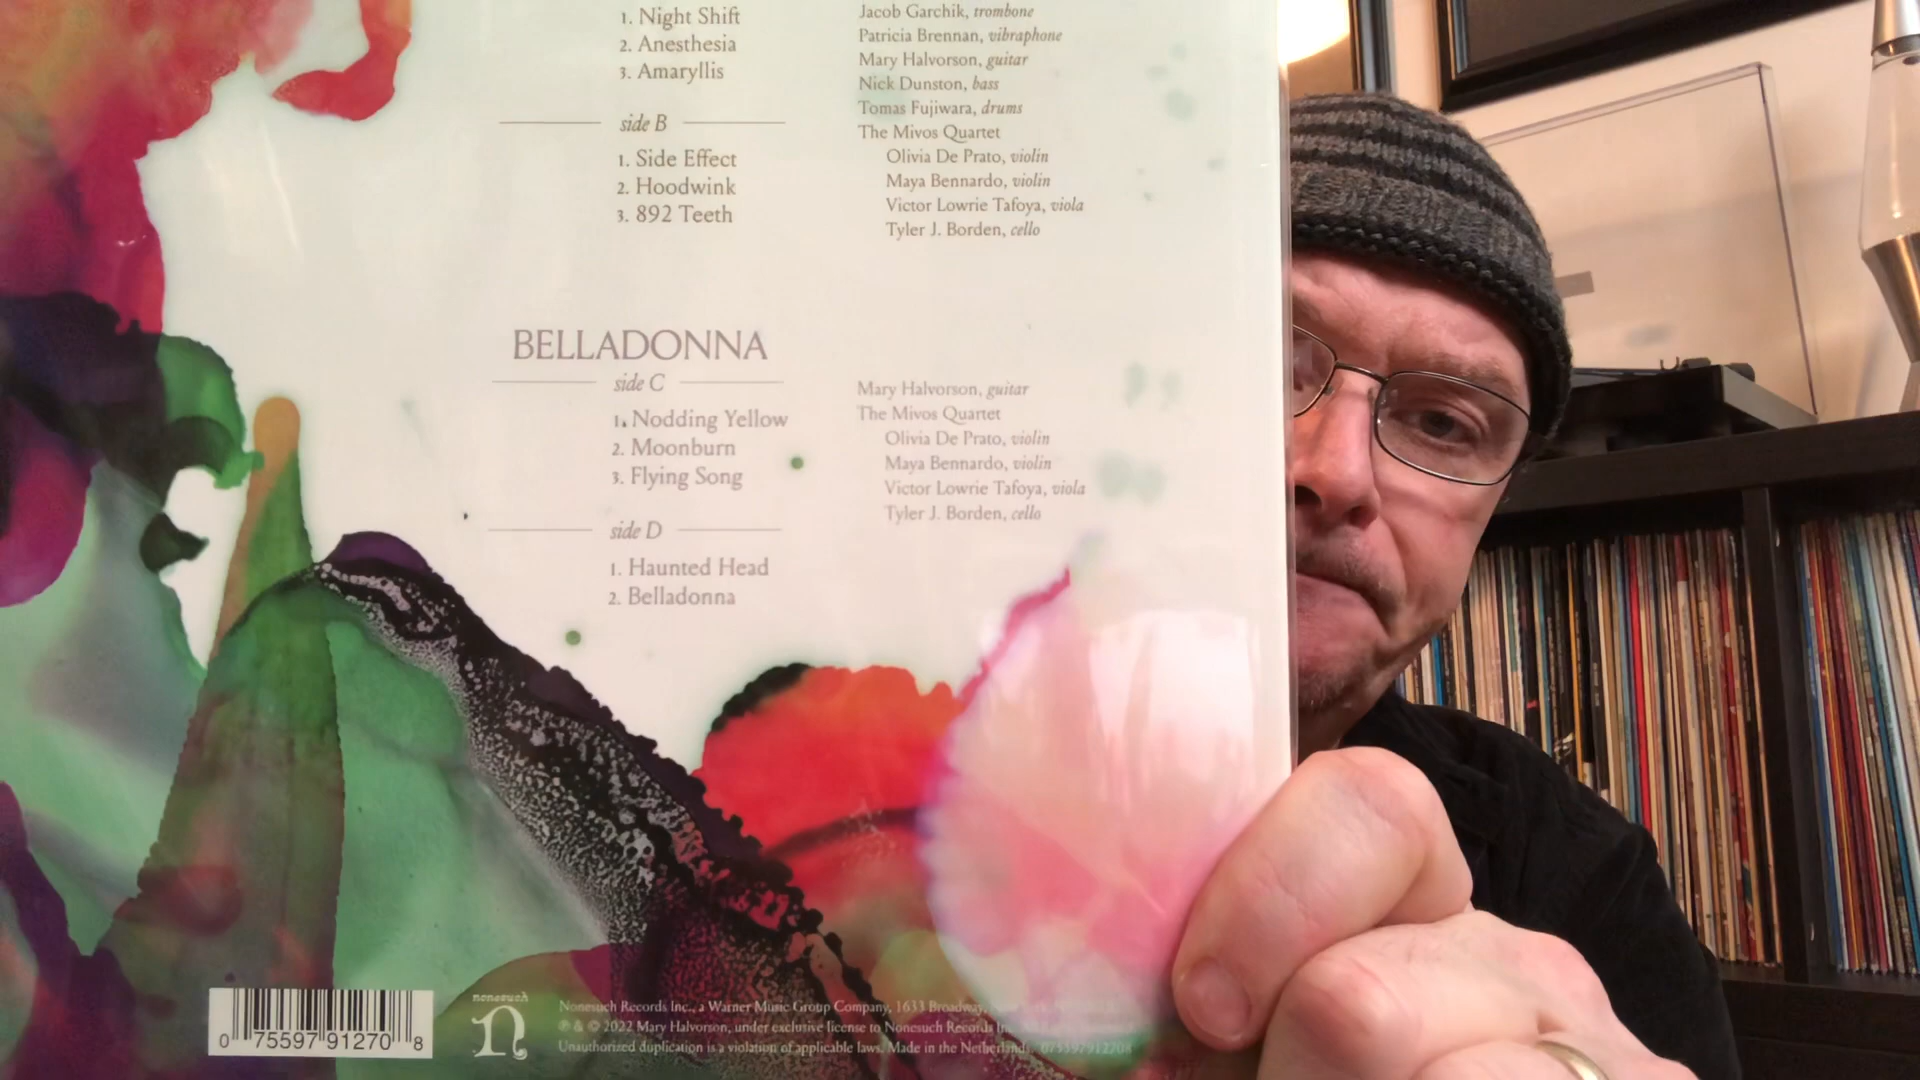 1. Night Shift
2. Anesthesia
3. Amaryllis
side B
1. Side Effect
2. Hoodwink
3. 892 Teeth
Jacob Garchik, trombone
Patricia Brennan, vibraphone
Mary Halvorson, guitar
Nick Dunston, bass
Tomas Fujiwara, drums
The Mivos Quartet
Olivia De Prato, violin
Maya Bennardo, violin
Victor Lowrie Tafoya, viola
Tyler J. Borden, cello
BELLADONNA
side C
1. Nodding Yellow
2. Moonburn
3. Flying Song
side D
1. Haunted Head
2. Belladonna
Mary Halvorson, guitar
The Mivos Quartet
Olivia De Prato, violin
Maya Bennardo, violin
Victor Lowrie Tafoya, viola
Tyler J. Borden, cello
0 75597 91270 8
nonesuch
n
Nonesuch Records Inc., a Warner Music Group Company, 1633 Broadway,
℗ & © 2022 Mary Halvorson, under exclusive license to Nonesuch Records
Unauthorized duplication is a violation of applicable laws. Made in the Netherlands. 075597912708